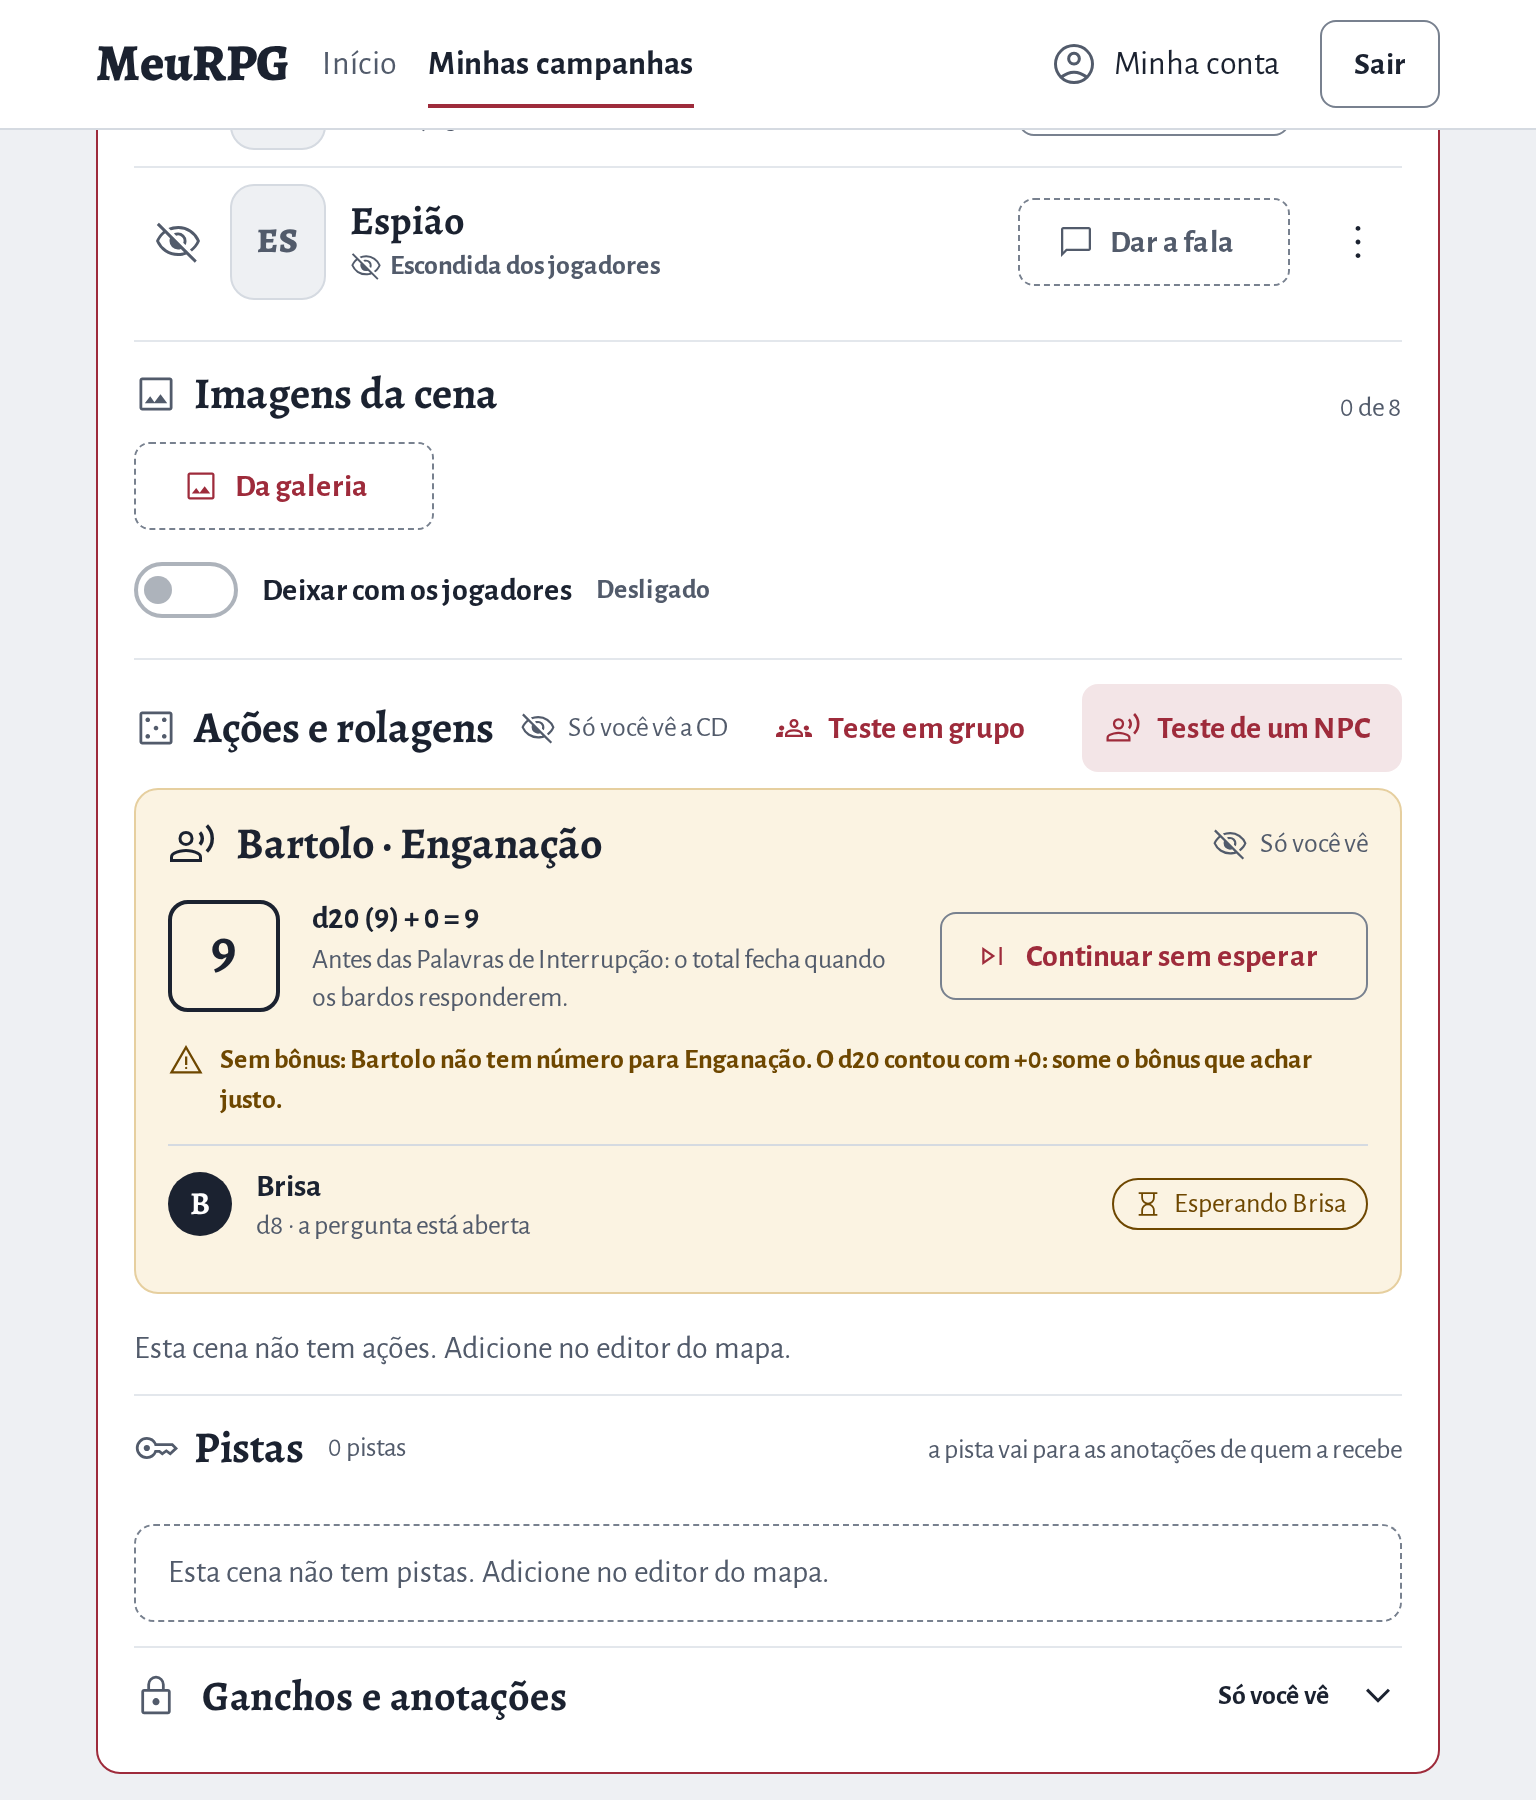 MeuRPG Início Minhas campanhas Minha conta Sair
ES Espião Dar a fala
Escondida dos jogadores
Imagens da cena 0 de 8
Da galeria
Deixar com os jogadores Desligado
Ações e rolagens Só você vê a CD Teste em grupo Teste de um NPC
Bartolo · Enganação Só você vê
9 d20 (9) + 0 = 9
Antes das Palavras de Interrupção: o total fecha quando
os bardos responderem.
Continuar sem esperar
Sem bônus: Bartolo não tem número para Enganação. O d20 contou com +0: some o bônus que achar
justo.
B Brisa
d8 · a pergunta está aberta
Esperando Brisa
Esta cena não tem ações. Adicione no editor do mapa.
Pistas 0 pistas a pista vai para as anotações de quem a recebe
Esta cena não tem pistas. Adicione no editor do mapa.
Ganchos e anotações Só você vê